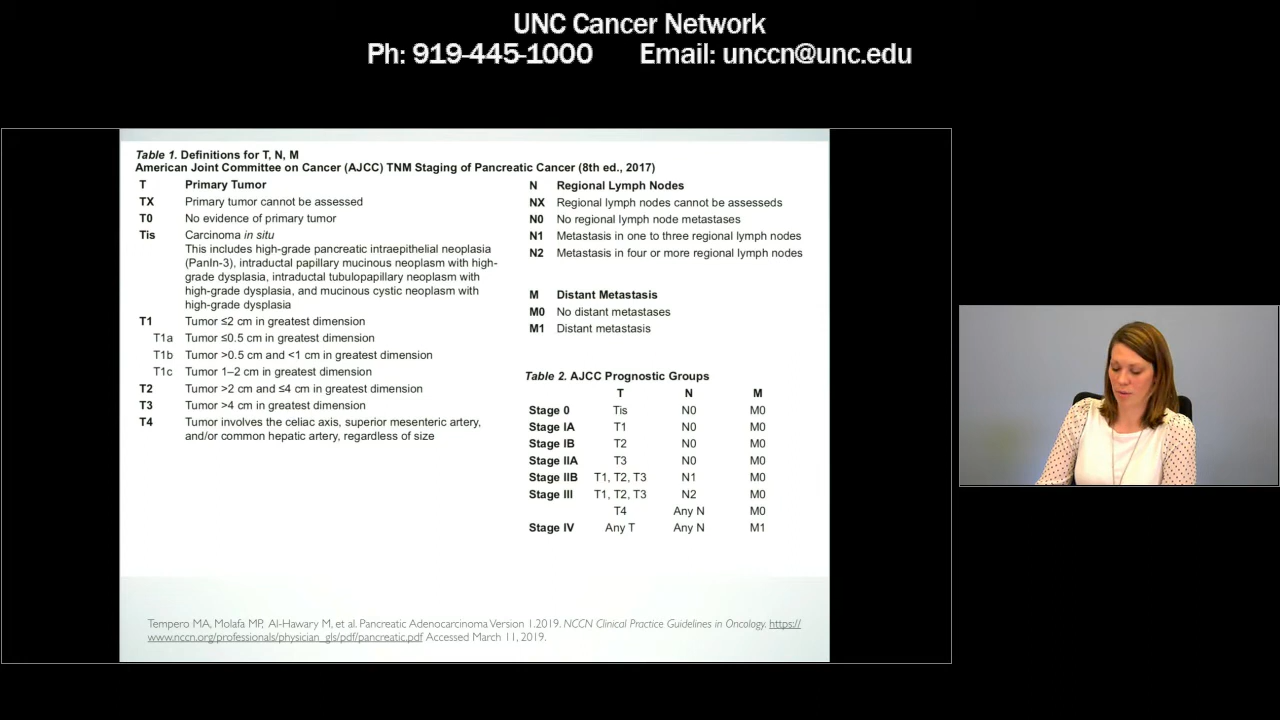 UNC Cancer Network
Ph: 919-445-1000 Email: unccn@unc.edu
Table 1. Definitions for T, N, M
American Joint Committee on Cancer (AJCC) TNM Staging of Pancreatic Cancer (8th ed., 2017)
T Primary Tumor
TX Primary tumor cannot be assessed
T0 No evidence of primary tumor
Tis Carcinoma in situ
This includes high-grade pancreatic intraepithelial neoplasia
(PanIn-3), intraductal papillary mucinous neoplasm with high-
grade dysplasia, intraductal tubulopapillary neoplasm with
high-grade dysplasia, and mucinous cystic neoplasm with
high-grade dysplasia
T1 Tumor ≤2 cm in greatest dimension
T1a Tumor ≤0.5 cm in greatest dimension
T1b Tumor >0.5 cm and <1 cm in greatest dimension
T1c Tumor 1–2 cm in greatest dimension
T2 Tumor >2 cm and ≤4 cm in greatest dimension
T3 Tumor >4 cm in greatest dimension
T4 Tumor involves the celiac axis, superior mesenteric artery,
and/or common hepatic artery, regardless of size
N Regional Lymph Nodes
NX Regional lymph nodes cannot be assesseds
N0 No regional lymph node metastases
N1 Metastasis in one to three regional lymph nodes
N2 Metastasis in four or more regional lymph nodes
M Distant Metastasis
M0 No distant metastases
M1 Distant metastasis
Table 2. AJCC Prognostic Groups
T N M
Stage 0 Tis N0 M0
Stage IA T1 N0 M0
Stage IB T2 N0 M0
Stage IIA T3 N0 M0
Stage IIB T1, T2, T3 N1 M0
Stage III T1, T2, T3 N2 M0
T4 Any N M0
Stage IV Any T Any N M1
Tempero MA, Molafa MP, Al-Hawary M, et al. Pancreatic Adenocarcinoma. Version 1.2019. NCCN Clinical Practice Guidelines in Oncology. https://
www.nccn.org/professionals/physician_gls/pdf/pancreatic.pdf Accessed March 11, 2019.